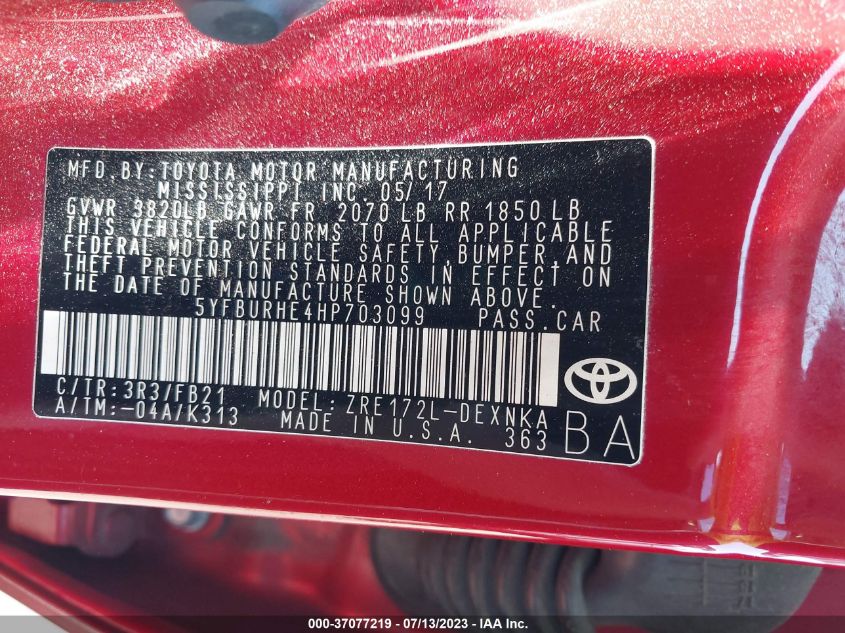 MFD.BY:TOYOTA MOTOR MANUFACTURING
MISSISSIPPI INC. 05/17
GVWR 3820LB GAWR FR 2070 LB RR 1850 LB
THIS VEHICLE CONFORMS TO ALL APPLICABLE
FEDERAL MOTOR VEHICLE SAFETY,BUMPER,AND
THEFT PREVENTION STANDARDS IN EFFECT ON
THE DATE OF MANUFACTURE SHOWN ABOVE.
5YFBURHE4HP703099 PASS.CAR
C/TR:3R3/FB21 MODEL:ZRE172L-DEXNKA
A/TM:-04A/K313 MADE IN U.S.A. 363
BA
000-37077219 - 07/13/2023 - IAA Inc.